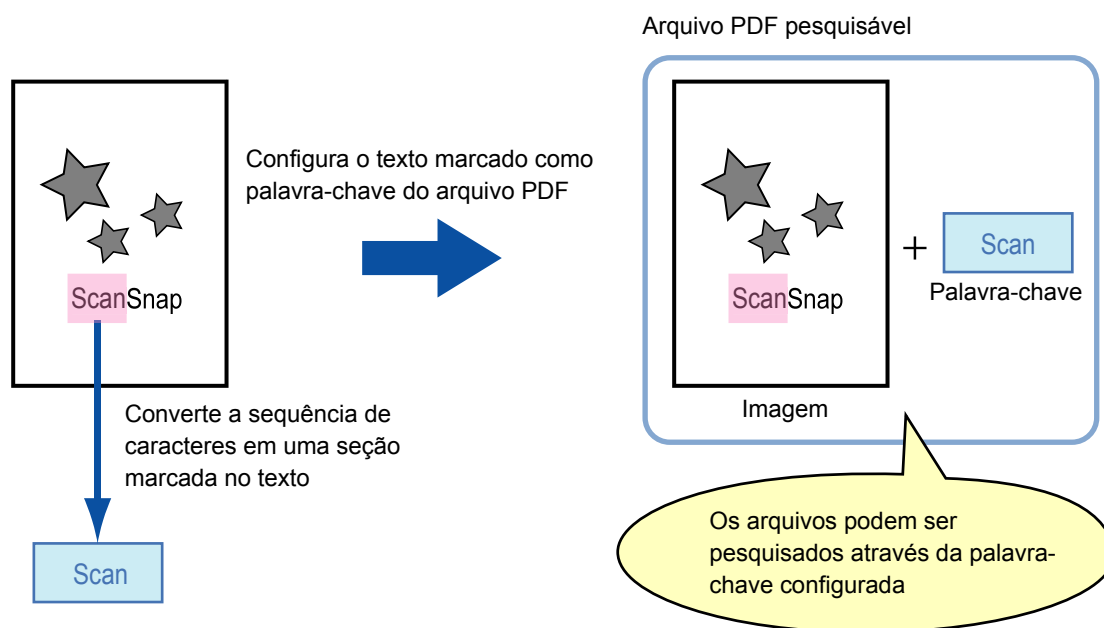 Arquivo PDF pesquisável
Configura o texto marcado como
palavra-chave do arquivo PDF
ScanSnap
Converte a sequência de
caracteres em uma seção
marcada no texto
Scan
ScanSnap
Imagem
+
Scan
Palavra-chave
Os arquivos podem ser
pesquisados através da palavra-
chave configurada